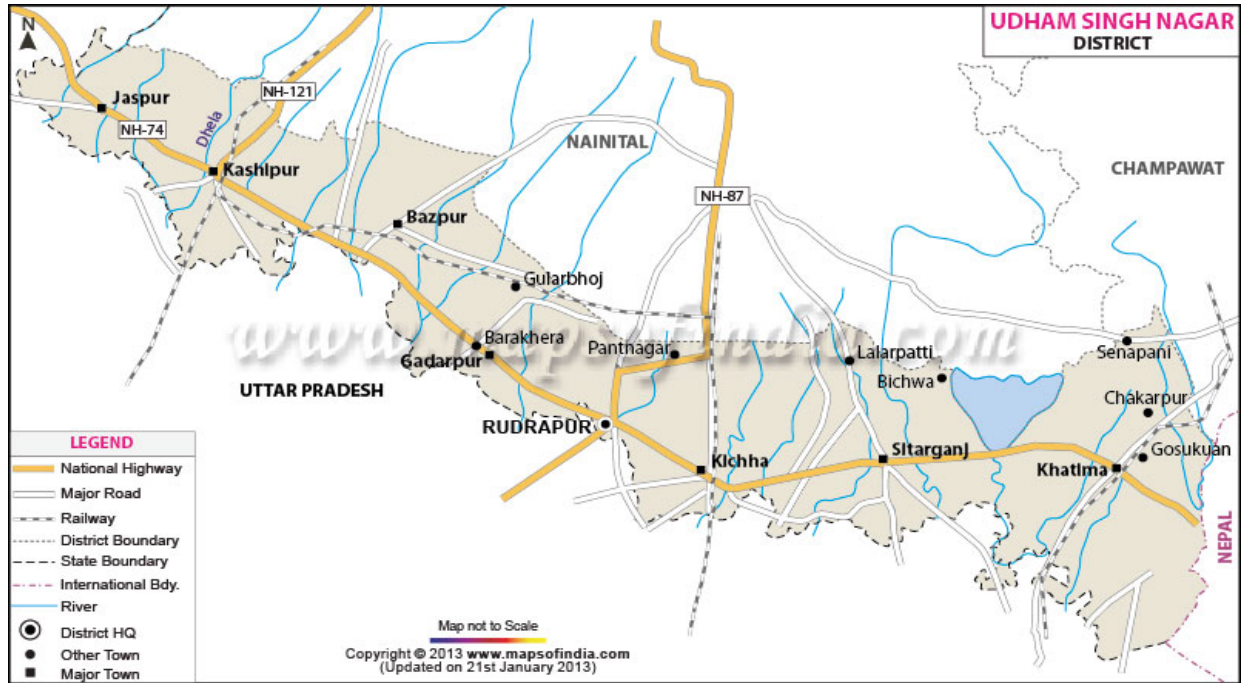 N
UDHAM SINGH NAGAR
DISTRICT
Jaspur
NH-121
NH-74
Dhela
NAINITAL
CHAMPAWAT
Kashipur
NH-87
Bazpur
Gularbhoj
www.mapsofindia.com
Barakhera
Pantnagar
Lalarpatti
Senapani
Gadarpur
Bichwa
UTTAR PRADESH
Chakarpur
RUDRAPUR
Sitarganj
Gosukuan
Kichha
Khatima
NEPAL
LEGEND
National Highway
Major Road
Railway
District Boundary
State Boundary
International Bdy.
River
District HQ
Other Town
Major Town
Map not to Scale
Copyright © 2013 www.mapsofindia.com
(Updated on 21st January 2013)